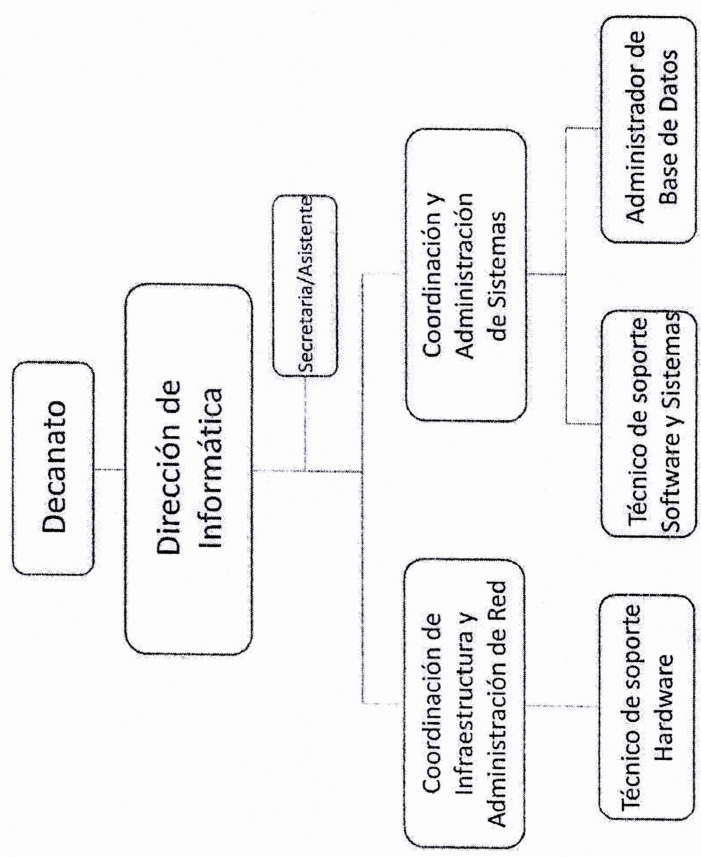 Decanato
Dirección de
Informática
Secretaria/Asistente
Coordinación de
Infraestructura y
Administración de Red
Coordinación y
Administración
de Sistemas
Técnico de soporte
Hardware
Técnico de soporte
Software y Sistemas
Administrador de
Base de Datos